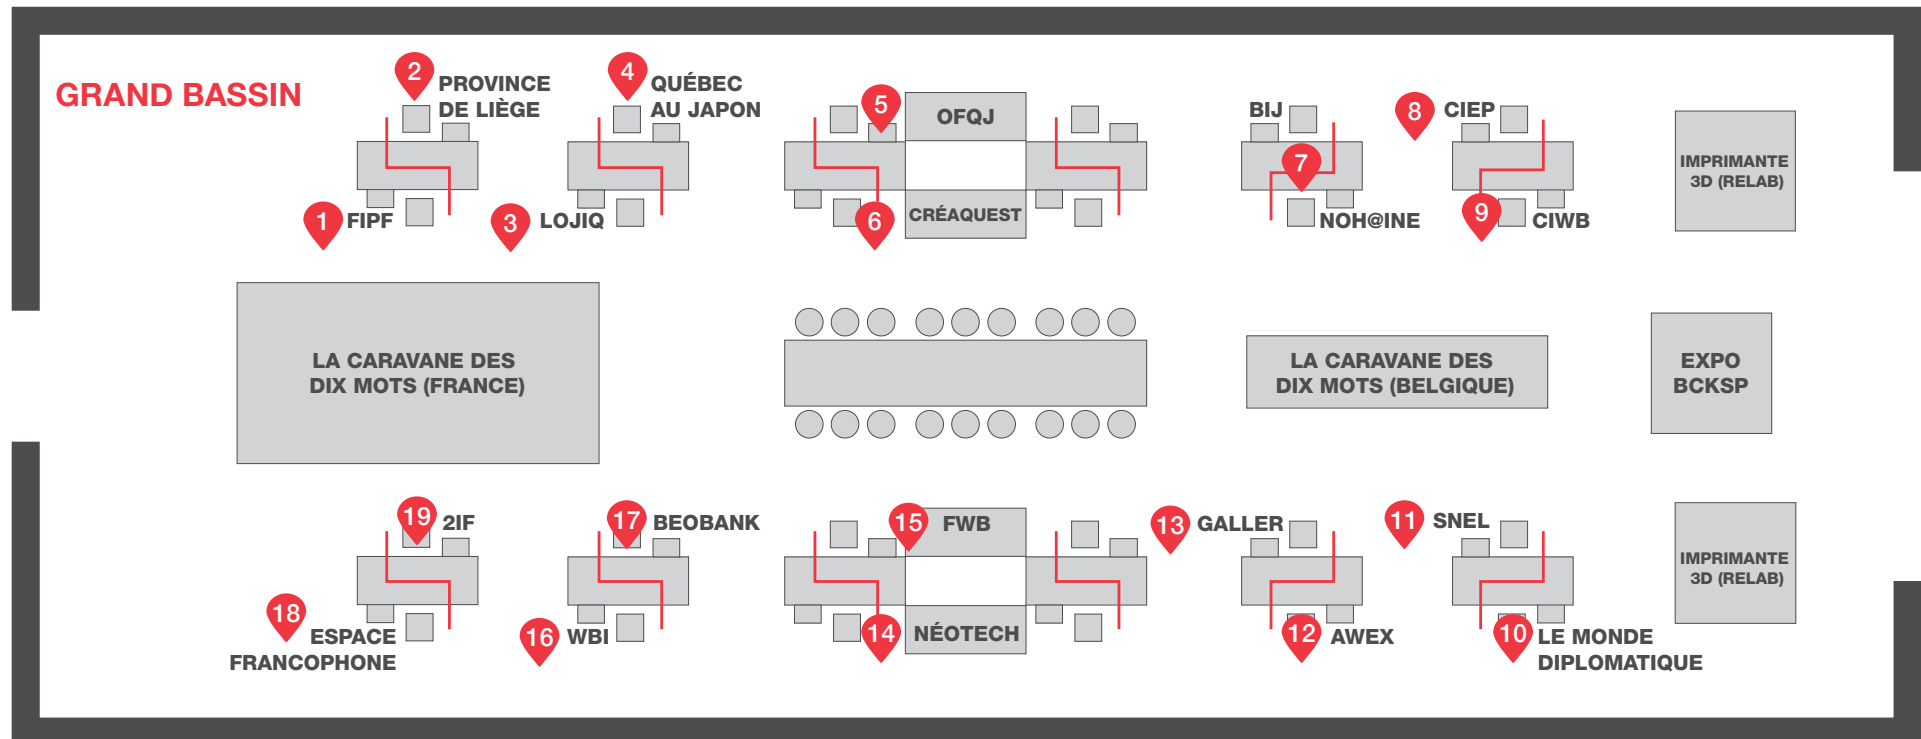 GRAND BASSIN
2
PROVINCE
DE LIÈGE
4
QUÉBEC
AU JAPON
5
OFQJ
BIJ
8
CIEP
IMPRIMANTE
3D (RELAB)
7
1
FIPF
3
LOJIQ
6
CRÉAQUEST
NOH@INE
9
CIWB
LA CARAVANE DES
DIX MOTS (FRANCE)
LA CARAVANE DES
DIX MOTS (BELGIQUE)
EXPO
BCKSP
19
2IF
17
BEOBANK
15
FWB
13
GALLER
11
SNEL
IMPRIMANTE
3D (RELAB)
18
ESPACE
FRANCOPHONE
16
WBI
14
NÉOTECH
12
AWEX
10
LE MONDE
DIPLOMATIQUE